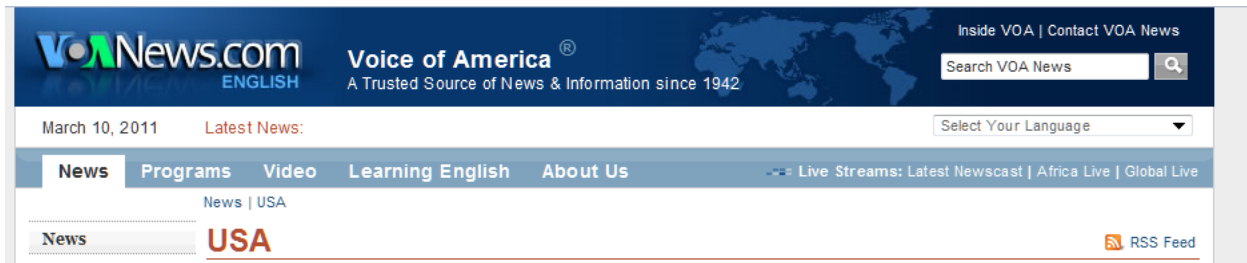 VOANews.com
ENGLISH
Voice of America ®
A Trusted Source of News & Information since 1942
Inside VOA | Contact VOA News
Search VOA News
March 10, 2011
Latest News:
Select Your Language
News Programs Video Learning English About Us
Live Streams: Latest Newscast | Africa Live | Global Live
News | USA
News
USA
RSS Feed